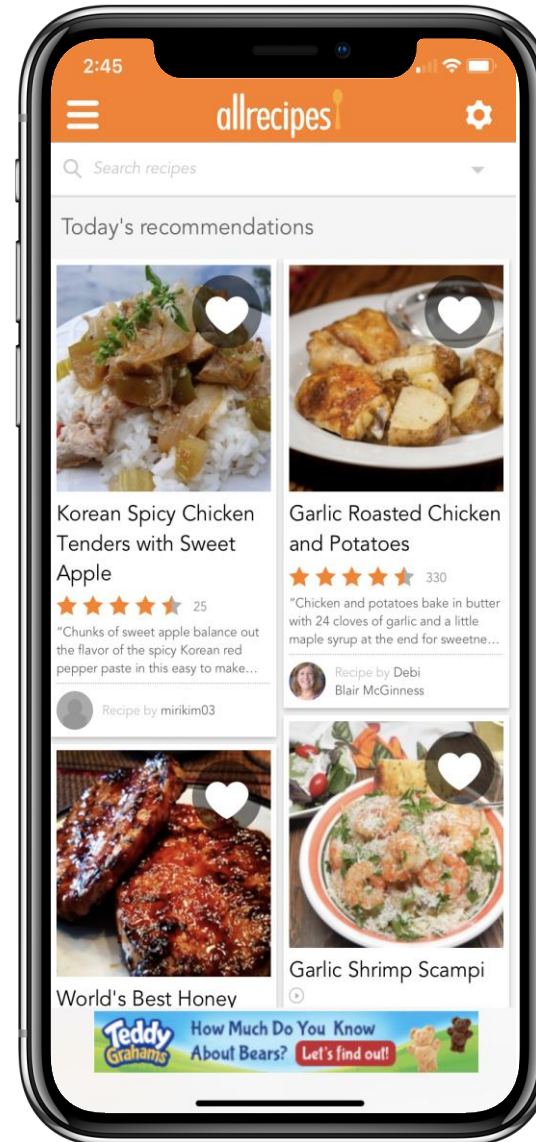 2:45
allrecipes
Search recipes
Today's recommendations
Korean Spicy Chicken
Tenders with Sweet
Apple
25
"Chunks of sweet apple balance out
the flavor of the spicy Korean red
pepper paste in this easy to make…
Recipe by mirikim03
Garlic Roasted Chicken
and Potatoes
330
"Chicken and potatoes bake in butter
with 24 cloves of garlic and a little
maple syrup at the end for sweetne…
Recipe by Debi
Blair McGinness
World's Best Honey
Garlic Shrimp Scampi
Teddy
Grahams
How Much Do You Know
About Bears? Let's find out!